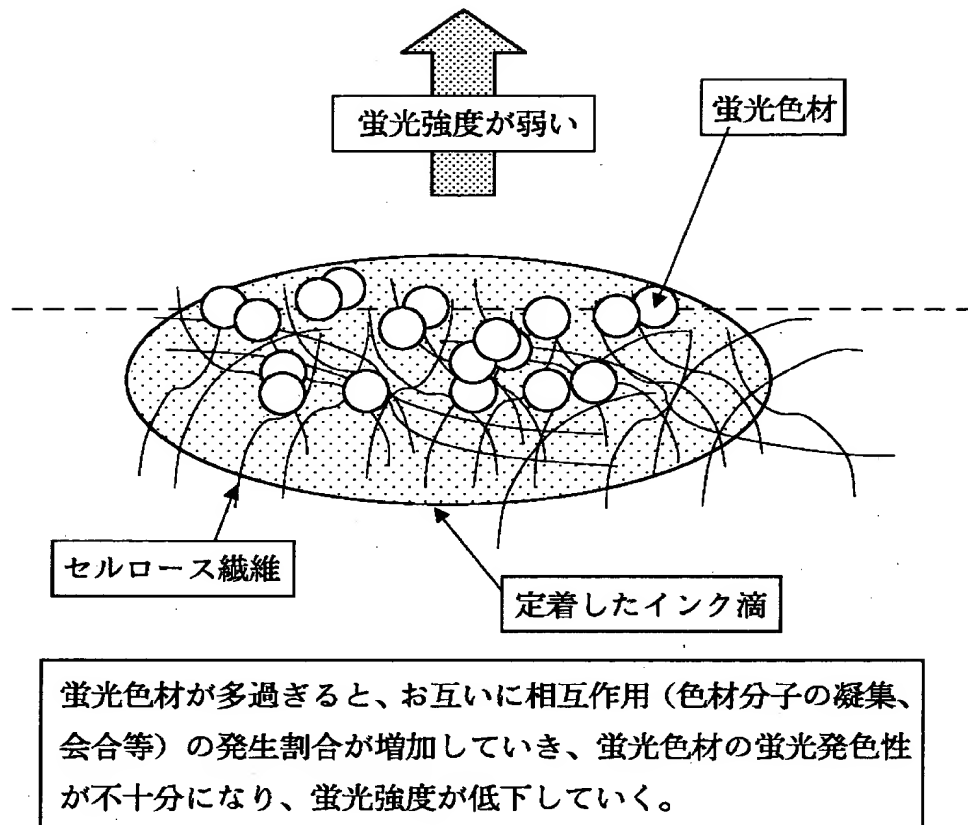 蛍光強度が弱い
蛍光色材
セルロース繊維
定着したインク滴
蛍光色材が多過ぎると、お互いに相互作用（色材分子の凝集、
会合等）の発生割合が増加していき、蛍光色材の蛍光発色性
が不十分になり、蛍光強度が低下していく。